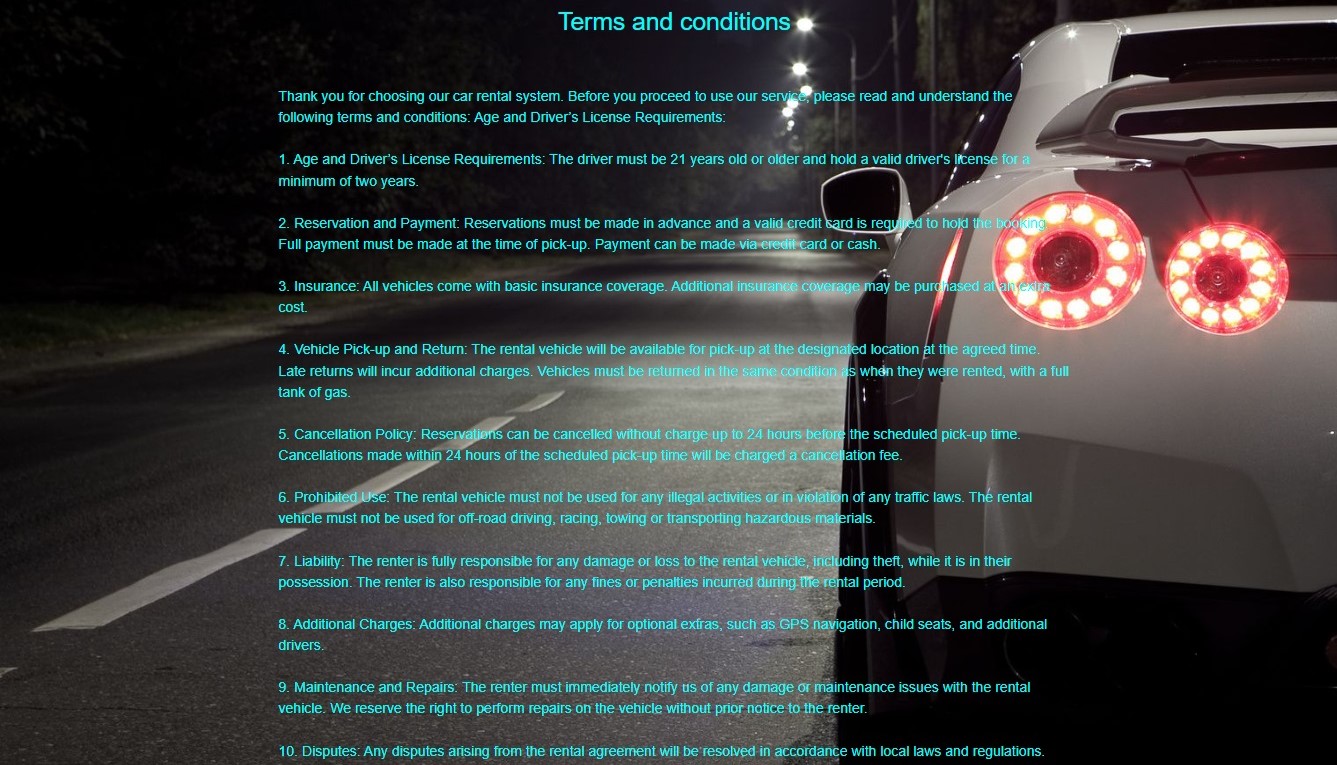 Terms and conditions
Thank you for choosing our car rental system. Before you proceed to use our service, please read and understand the
following terms and conditions: Age and Driver’s License Requirements:
1. Age and Driver’s License Requirements: The driver must be 21 years old or older and hold a valid driver's license for a
minimum of two years.
2. Reservation and Payment: Reservations must be made in advance and a valid credit card is required to hold the booking.
Full payment must be made at the time of pick-up. Payment can be made via credit card or cash.
3. Insurance: All vehicles come with basic insurance coverage. Additional insurance coverage may be purchased at an extra
cost.
4. Vehicle Pick-up and Return: The rental vehicle will be available for pick-up at the designated location at the agreed time.
Late returns will incur additional charges. Vehicles must be returned in the same condition as when they were rented, with a full
tank of gas.
5. Cancellation Policy: Reservations can be cancelled without charge up to 24 hours before the scheduled pick-up time.
Cancellations made within 24 hours of the scheduled pick-up time will be charged a cancellation fee.
6. Prohibited Use: The rental vehicle must not be used for any illegal activities or in violation of any traffic laws. The rental
vehicle must not be used for off-road driving, racing, towing or transporting hazardous materials.
7. Liability: The renter is fully responsible for any damage or loss to the rental vehicle, including theft, while it is in their
possession. The renter is also responsible for any fines or penalties incurred during the rental period.
8. Additional Charges: Additional charges may apply for optional extras, such as GPS navigation, child seats, and additional
drivers.
9. Maintenance and Repairs: The renter must immediately notify us of any damage or maintenance issues with the rental
vehicle. We reserve the right to perform repairs on the vehicle without prior notice to the renter.
10. Disputes: Any disputes arising from the rental agreement will be resolved in accordance with local laws and regulations.